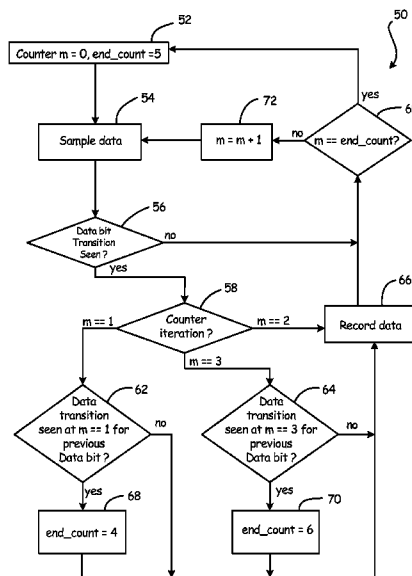 50
52
Counter m = 0, end_count =5
54
Sample data
72
m = m + 1
6
m == end_count?
yes
no
56
Data bit
Transition
Seen ?
no
yes
58
Counter
iteration ?
m == 1
m == 2
m == 3
66
Record data
62
Data
transition
seen at m == 1 for
previous
Data bit ?
no
yes
64
Data
transition
seen at m == 3 for
previous
Data bit ?
no
yes
68
end_count = 4
70
end_count = 6